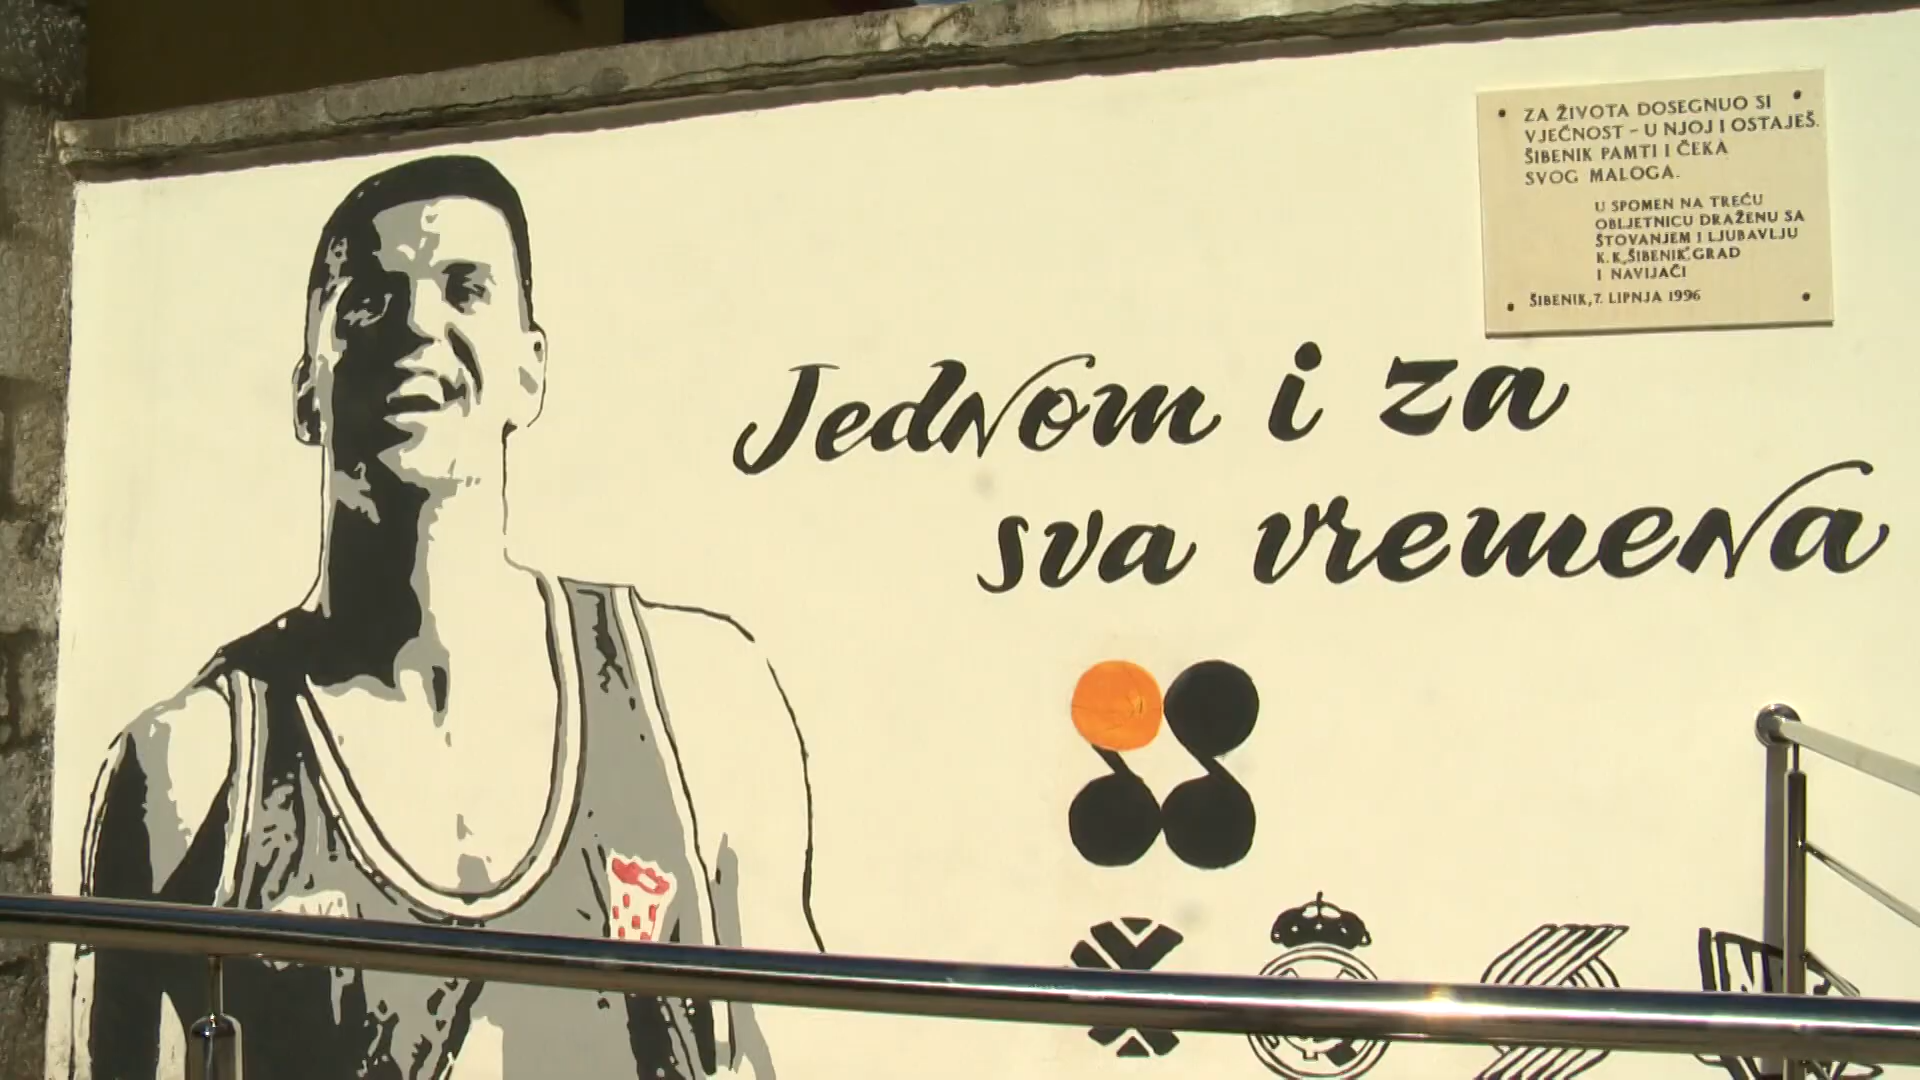 ZA ŽIVOTA DOSEGNUO SI
VJEČNOST - U NJOJ I OSTAJEŠ.
ŠIBENIK PAMTI I ČEKA
SVOG MALOGA.
U SPOMEN NA TREĆU
OBLJETNICU DRAŽENU SA
ŠTOVANJEM I LJUBAVLJU
K.K.„ŠIBENIK”, GRAD
I NAVIJAČI
ŠIBENIK, 7. LIPNJA 1996
Jednom i za
sva vremena